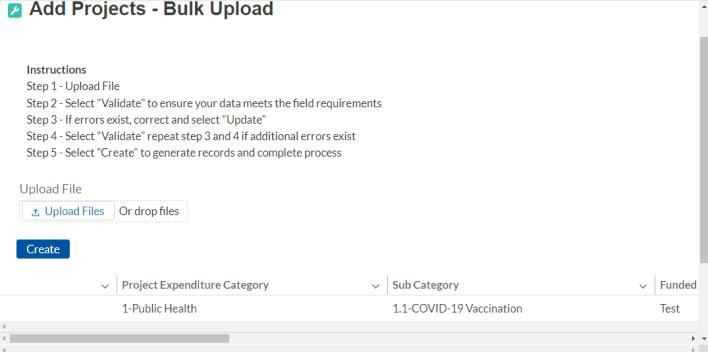 Add Projects - Bulk Upload
Instructions
Step 1 - Upload File
Step 2 - Select "Validate" to ensure your data meets the field requirements
Step 3 - If errors exist, correct and select "Update"
Step 4 - Select "Validate" repeat step 3 and 4 if additional errors exist
Step 5 - Select "Create" to generate records and complete process
Upload File
Upload Files Or drop files
Create
Project Expenditure Category Sub Category Funded
1-Public Health 1.1-COVID-19 Vaccination Test